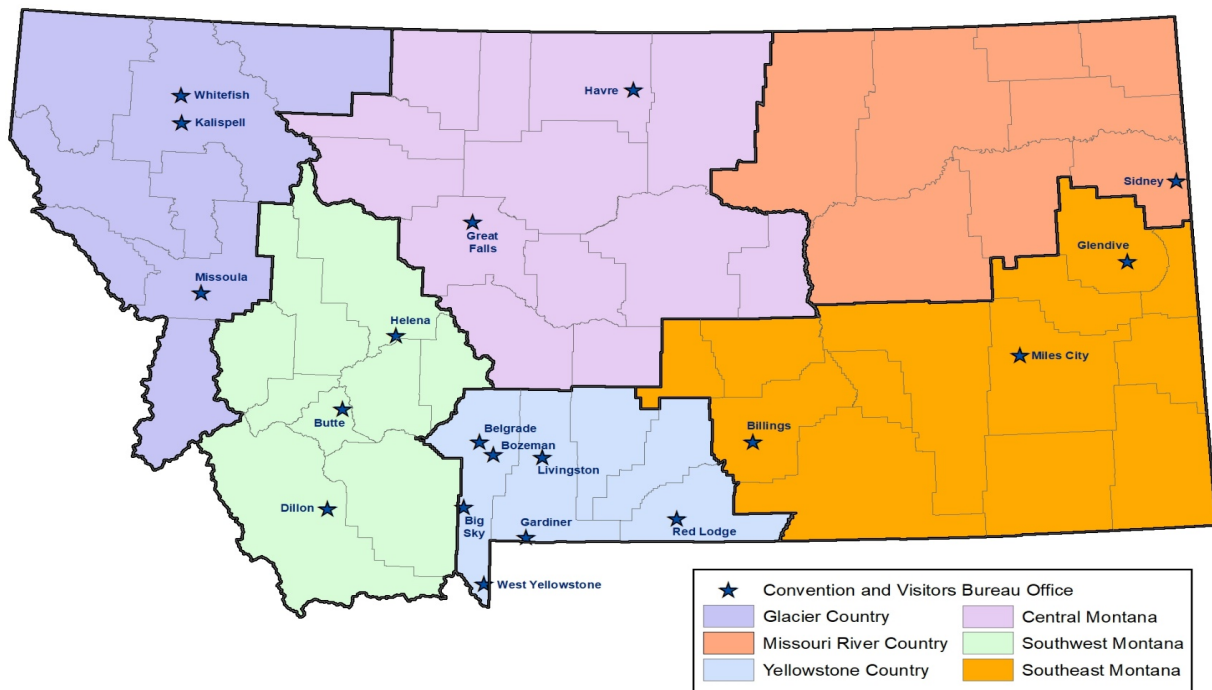 Whitefish
Kalispell
Havre
Sidney
Great
Falls
Glendive
Missoula
Helena
Miles City
Butte
Belgrade
Bozeman
Livingston
Billings
Dillon
Big
Sky
Gardiner
Red Lodge
West Yellowstone
Convention and Visitors Bureau Office
Glacier Country
Central Montana
Missouri River Country
Southwest Montana
Yellowstone Country
Southeast Montana